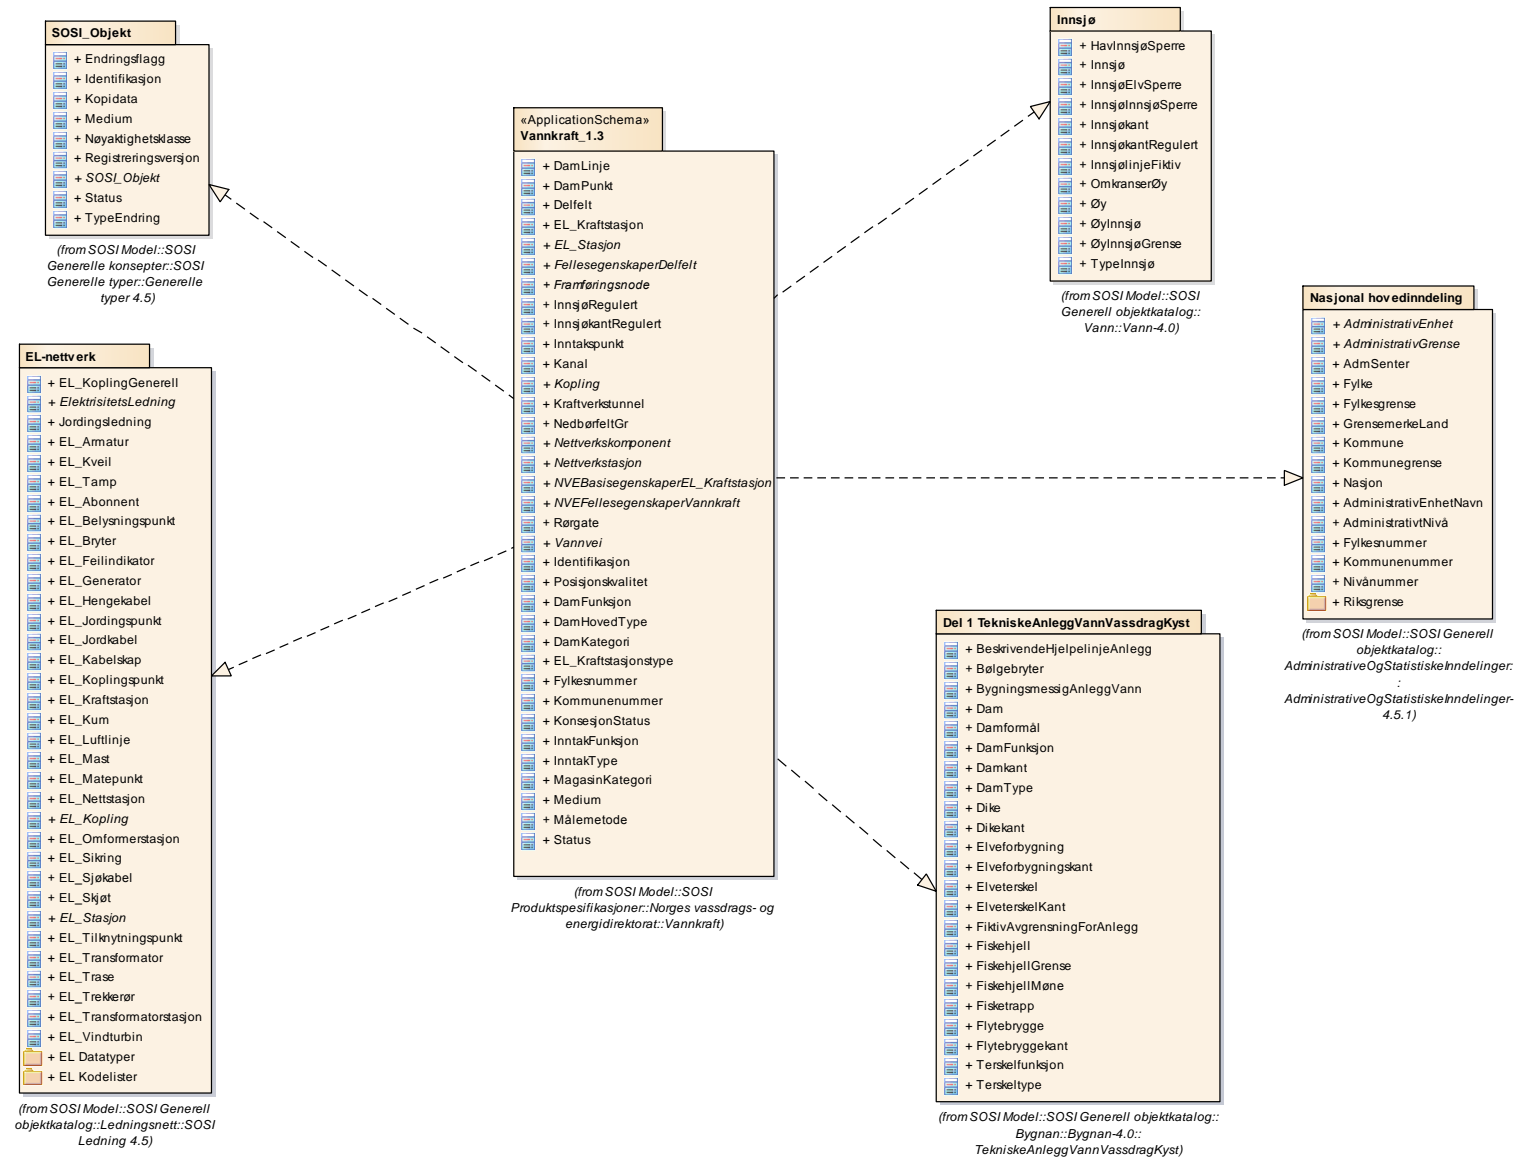 SOSI_Objekt
+ Endringsflagg
+ Identifikasjon
+ Kopidata
+ Medium
+ Nøyaktighetsklasse
+ Registreringsversjon
+ SOSI_Objekt
+ Status
+ TypeEndring
(from SOSI Model::SOSI
Generelle konsepter::SOSI
Generelle typer::Generelle
typer 4.5)
EL-nettverk
+ EL_KoplingGenerell
+ ElektrisitetsLedning
+ Jordingsledning
+ EL_Armatur
+ EL_Kveil
+ EL_Tamp
+ EL_Abonnent
+ EL_Belysningspunkt
+ EL_Bryter
+ EL_Feilindikator
+ EL_Generator
+ EL_Hengekabel
+ EL_Jordingspunkt
+ EL_Jordkabel
+ EL_Kabelskap
+ EL_Koplingspunkt
+ EL_Kraftstasjon
+ EL_Kum
+ EL_Luftlinje
+ EL_Mast
+ EL_Matepunkt
+ EL_Nettstasjon
+ EL_Kopling
+ EL_Omformerstasjon
+ EL_Sikring
+ EL_Sjøkabel
+ EL_Skjøt
+ EL_Stasjon
+ EL_Tilknytningspunkt
+ EL_Transformator
+ EL_Trase
+ EL_Trekkerør
+ EL_Transformatorstasjon
+ EL_Vindturbin
+ EL Datatyper
+ EL Kodelister
(from SOSI Model::SOSI Generell
objektkatalog::Ledningsnett::SOSI
Ledning 4.5)
«ApplicationSchema»
Vannkraft_1.3
+ DamLinje
+ DamPunkt
+ Delfelt
+ EL_Kraftstasjon
+ EL_Stasjon
+ FellesegenskaperDelfelt
+ Framføringsnode
+ InnsjøRegulert
+ InnsjøkantRegulert
+ Inntakspunkt
+ Kanal
+ Kopling
+ Kraftverkstunnel
+ NedbørfeltGr
+ Nettverkskomponent
+ Nettverkstasjon
+ NVEBasisegenskaperEL_Kraftstasjon
+ NVEFellesegenskaperVannkraft
+ Rørgate
+ Vannvei
+ Identifikasjon
+ Posisjonskvalitet
+ DamFunksjon
+ DamHovedType
+ DamKategori
+ EL_Kraftstasjonstype
+ Fylkesnummer
+ Kommunenummer
+ KonsesjonStatus
+ InntakFunksjon
+ InntakType
+ MagasinKategori
+ Medium
+ Målemetode
+ Status
(from SOSI Model::SOSI
Produktspesifikasjoner::Norges vassdrags- og
energidirektorat::Vannkraft)
Innsjø
+ HavInnsjøSperre
+ Innsjø
+ InnsjøElvSperre
+ InnsjøInnsjøSperre
+ Innsjøkant
+ InnsjøkantRegulert
+ InnsjølinjeFiktiv
+ OmkranserØy
+ Øy
+ ØyInnsjø
+ ØyInnsjøGrense
+ TypeInnsjø
(from SOSI Model::SOSI
Generell objektkatalog::
Vann::Vann-4.0)
Nasjonal hovedinndeling
+ AdministrativEnhet
+ AdministrativGrense
+ AdmSenter
+ Fylke
+ Fylkesgrense
+ GrensemerkeLand
+ Kommune
+ Kommunegrense
+ Nasjon
+ AdministrativEnhetNavn
+ AdministrativtNivå
+ Fylkesnummer
+ Kommunenummer
+ Nivånummer
+ Riksgrense
(from SOSI Model::SOSI Generell
objektkatalog::
AdministrativeOgStatistiskeInndelinger:
:
AdministrativeOgStatistiskeInndelinger-
4.5.1)
Del 1 TekniskeAnleggVannVassdragKyst
+ BeskrivendeHjelpelinjeAnlegg
+ Bølgebryter
+ BygningsmessigAnleggVann
+ Dam
+ Damformål
+ DamFunksjon
+ Damkant
+ DamType
+ Dike
+ Dikekant
+ Elveforbygning
+ Elveforbygningskant
+ Elveterskel
+ ElveterskelKant
+ FiktivAvgrensningForAnlegg
+ Fiskehjell
+ FiskehjellGrense
+ FiskehjellMøne
+ Fisketrapp
+ Flytebrygge
+ Flytebryggekant
+ Terskelfunksjon
+ Terskeltype
(from SOSI Model::SOSI Generell objektkatalog::
Bygnan::Bygnan-4.0::
TekniskeAnleggVannVassdragKyst)